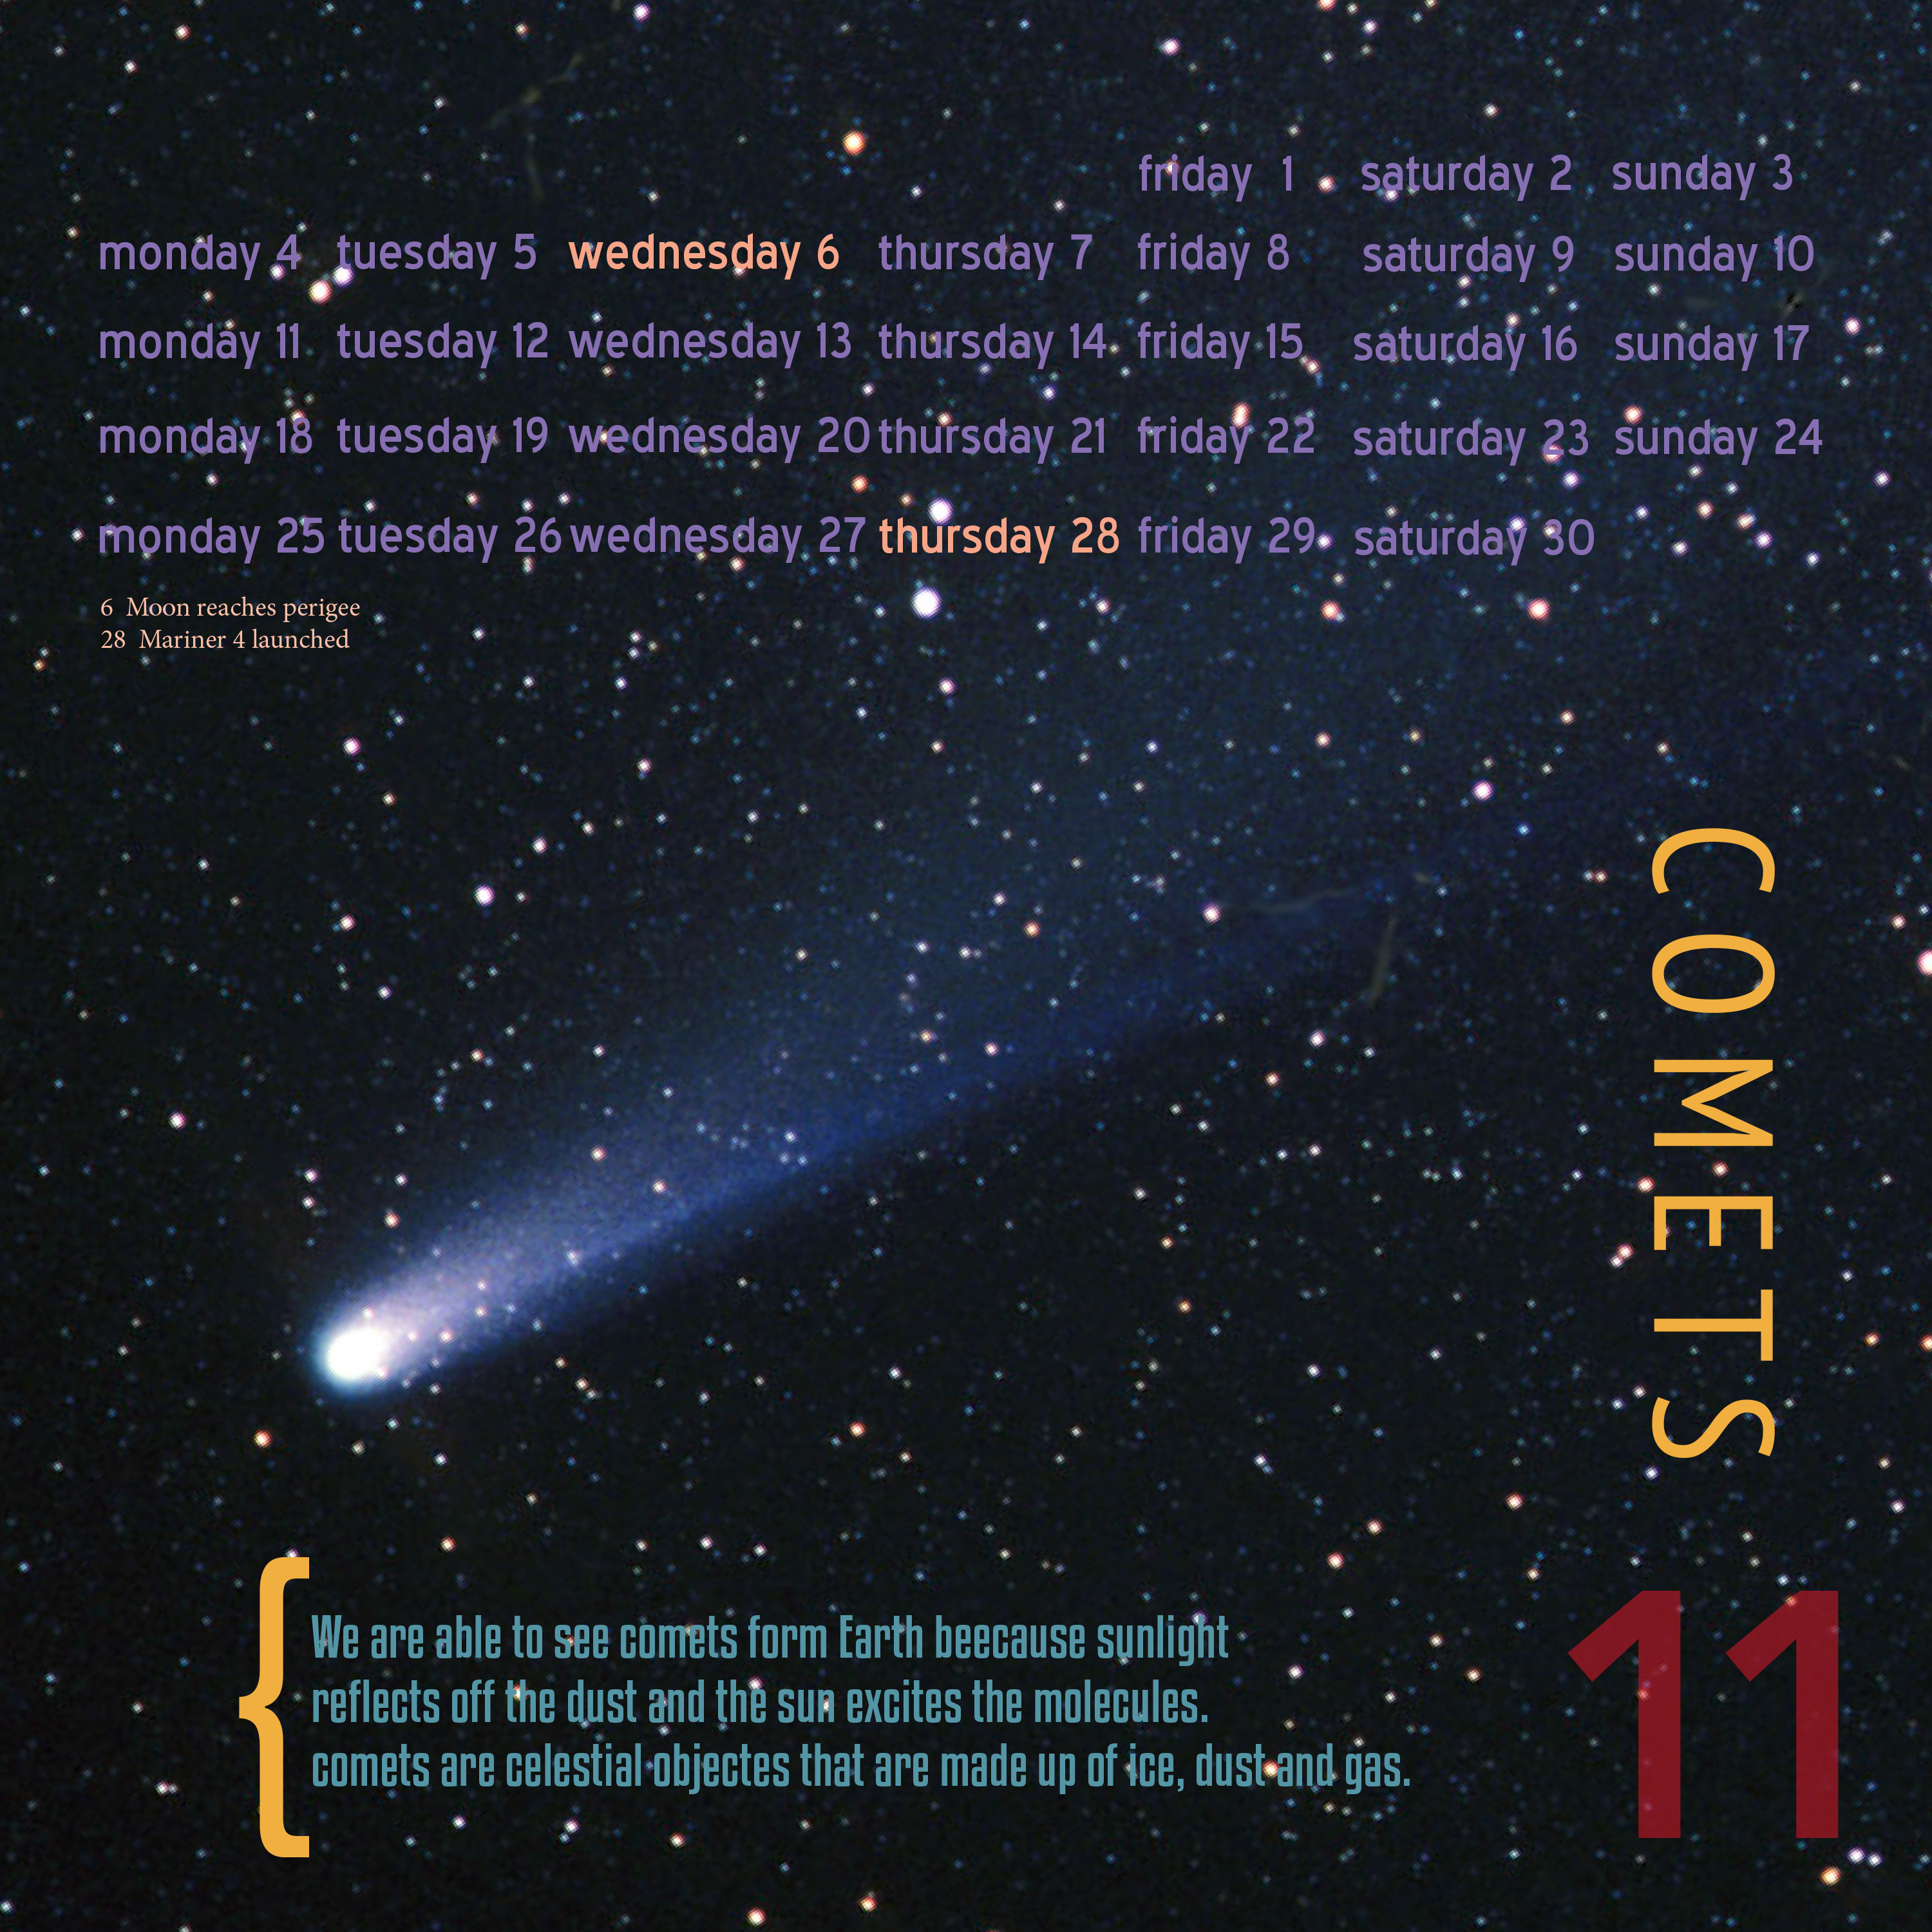 friday 1 saturday 2 sunday 3
monday 4 tuesday 5 wednesday 6 thursday 7 friday 8 saturday 9 sunday 10
monday 11 tuesday 12 wednesday 13 thursday 14 friday 15 saturday 16 sunday 17
monday 18 tuesday 19 wednesday 20 thursday 21 friday 22 saturday 23 sunday 24
monday 25 tuesday 26 wednesday 27 thursday 28 friday 29 saturday 30
6 Moon reaches perigee
28 Mariner 4 launched
COMETS
{
We are able to see comets form Earth beecause sunlight
reflects off the dust and the sun excites the molecules.
comets are celestial objectes that are made up of ice, dust and gas.
11